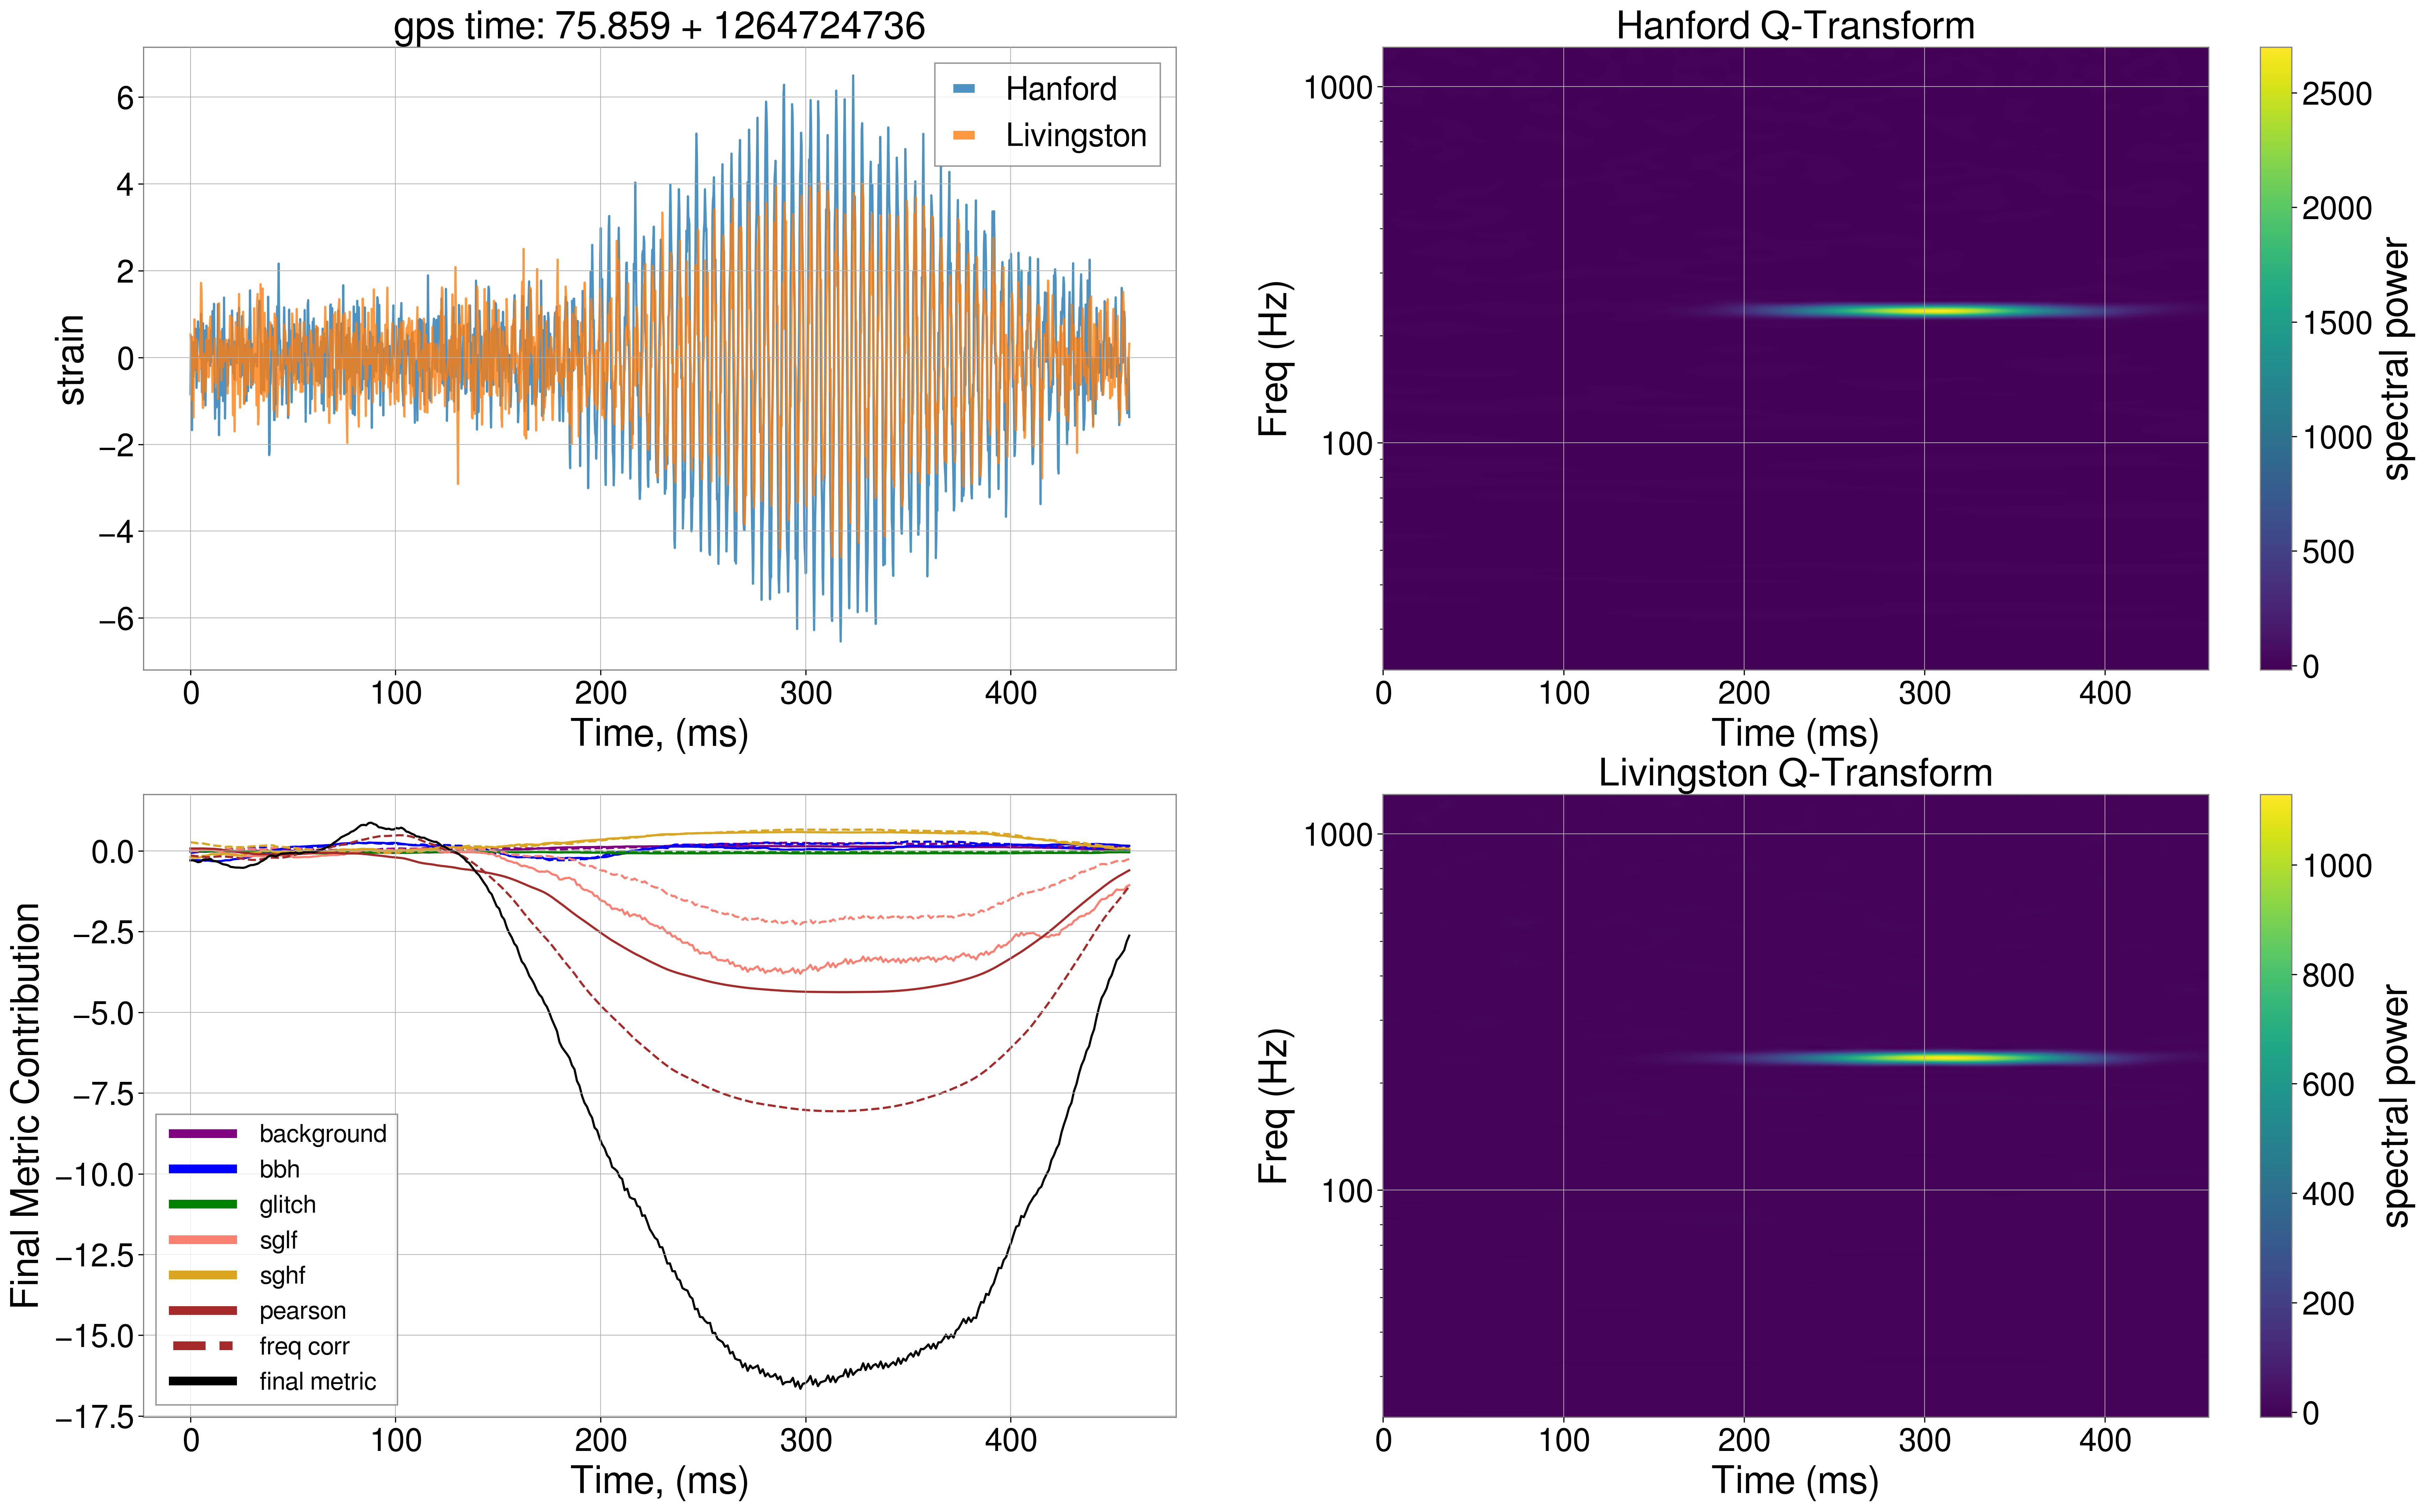 gps time: 75.859 + 1264724736
6
4
2
0
−2
−4
−6
strain
Hanford
Livingston
0 100 200 300 400
Time, (ms)
Hanford Q-Transform
1000
100
Freq (Hz)
0 100 200 300 400
Time (ms)
2500
2000
1500
1000
500
0
spectral power
0.0
−2.5
−5.0
−7.5
−10.0
−12.5
−15.0
−17.5
Final Metric Contribution
background
bbh
glitch
sglf
sghf
pearson
freq corr
final metric
0 100 200 300 400
Time, (ms)
Livingston Q-Transform
1000
100
Freq (Hz)
0 100 200 300 400
Time (ms)
1000
800
600
400
200
0
spectral power